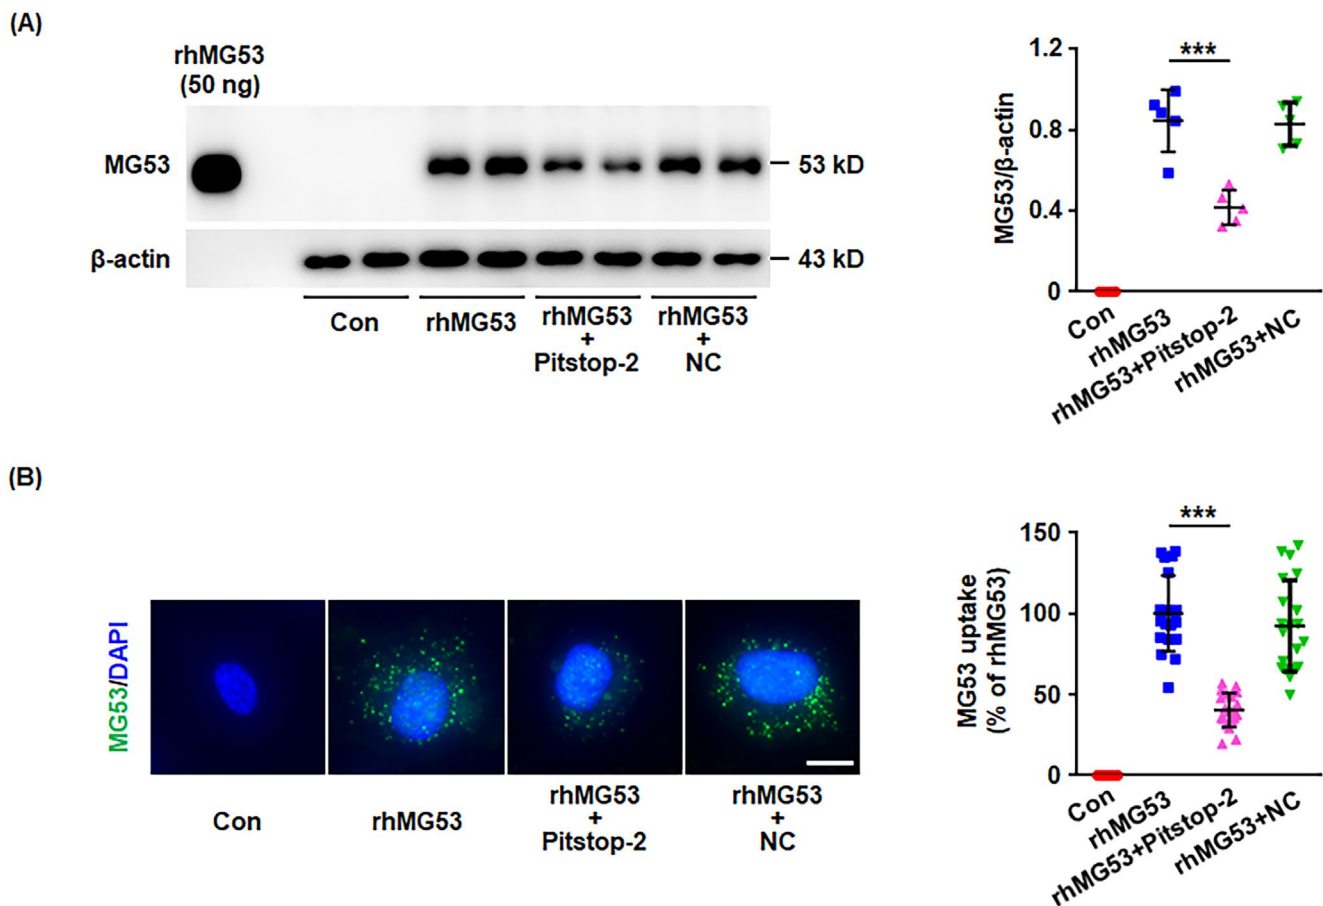 (A)
rhMG53
(50 ng)
MG53
53 kD
β-actin
43 kD
Con
rhMG53
rhMG53
+
Pitstop-2
rhMG53
+
NC
MG53/β-actin
1.2
0.8
0.4
0
***
Con
rhMG53
rhMG53+Pitstop-2
rhMG53+NC
(B)
MG53/DAPI
Con
rhMG53
rhMG53
+
Pitstop-2
rhMG53
+
NC
MG53 uptake
(% of rhMG53)
150
100
50
0
***
Con
rhMG53
rhMG53+Pitstop-2
rhMG53+NC